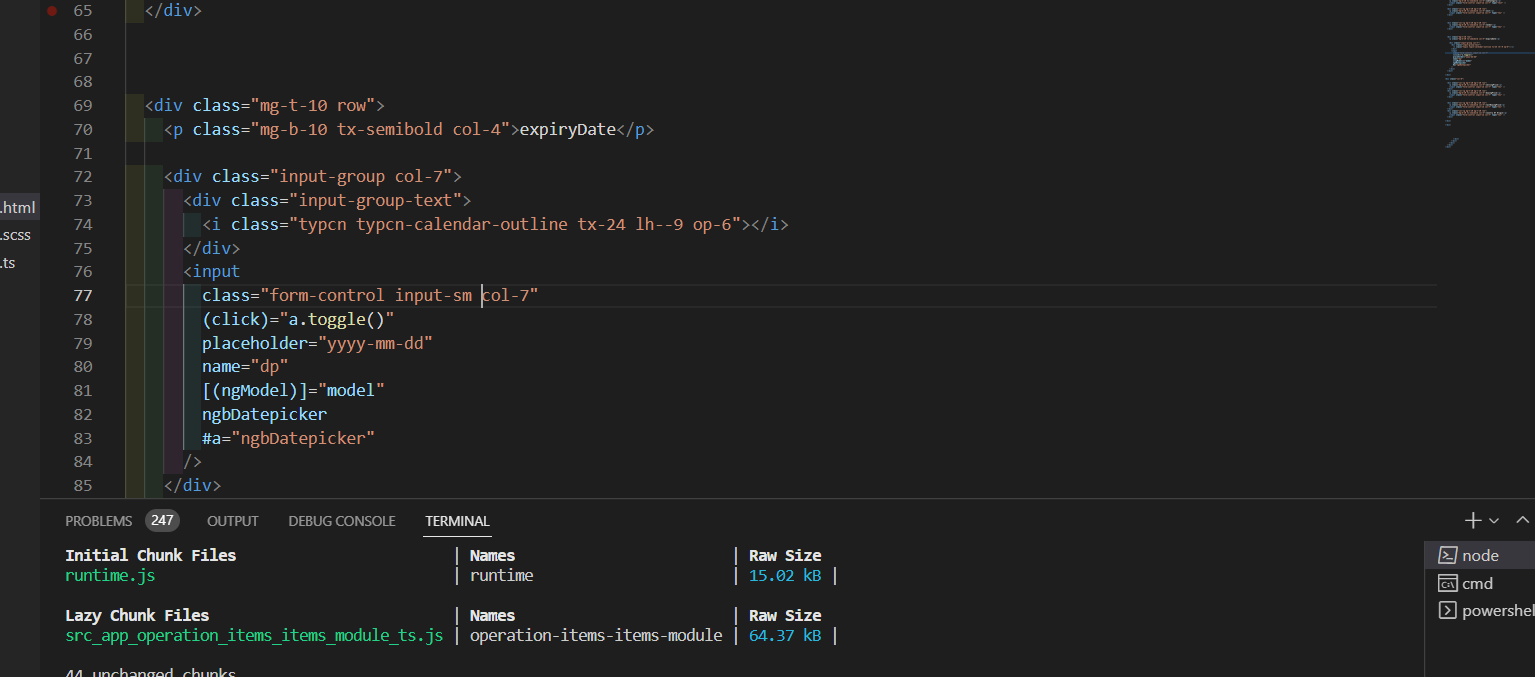 65 </div>
66
67
68
69 <div class="mg-t-10 row">
70 <p class="mg-b-10 tx-semibold col-4">expiryDate</p>
71
72 <div class="input-group col-7">
73 <div class="input-group-text">
74 <i class="typcn typcn-calendar-outline tx-24 lh--9 op-6"></i>
75 </div>
76 <input
77 class="form-control input-sm col-7"
78 (click)="a.toggle()"
79 placeholder="yyyy-mm-dd"
80 name="dp"
81 [(ngModel)]="model"
82 ngbDatepicker
83 #a="ngbDatepicker"
84 />
85 </div>
.html
.scss
.ts
PROBLEMS 247 OUTPUT DEBUG CONSOLE TERMINAL
Initial Chunk Files | Names | Raw Size
runtime.js | runtime | 15.02 kB |
Lazy Chunk Files | Names | Raw Size
src_app_operation_items_items_module_ts.js | operation-items-items-module | 64.37 kB |
44 unchanged chunks
node
cmd
powershel